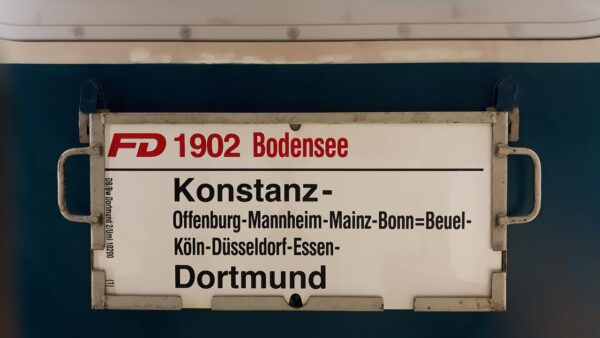 FD 1902 Bodensee
Konstanz-
Offenburg-Mannheim-Mainz-Bonn=Beuel-
Köln-Düsseldorf-Essen-
Dortmund